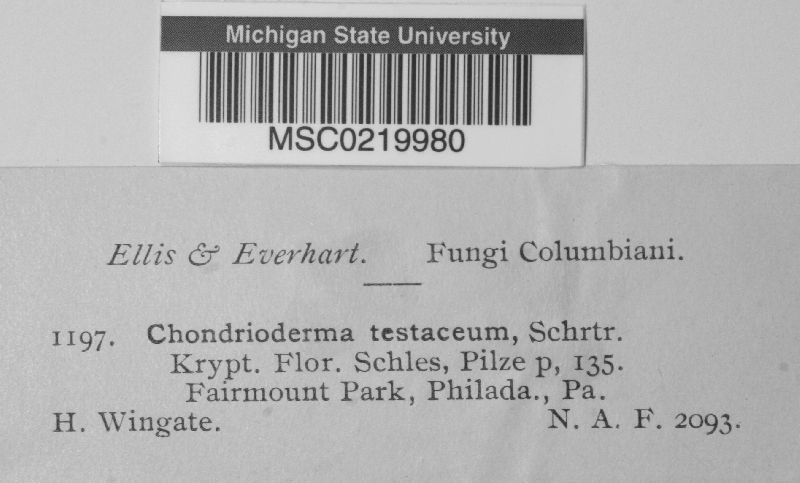 Michigan State University
MSC0219980
Ellis & Everhart. Fungi Columbiani.
1197. Chondrioderma testaceum, Schrtr.
Krypt. Flor. Schles, Pilze p, 135.
Fairmount Park, Philada., Pa.
H. Wingate. N. A. F. 2093.